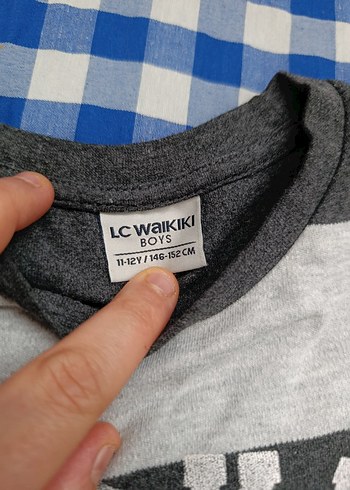 LC WAIKIKI
BOYS
11-12Y / 146-152 CM